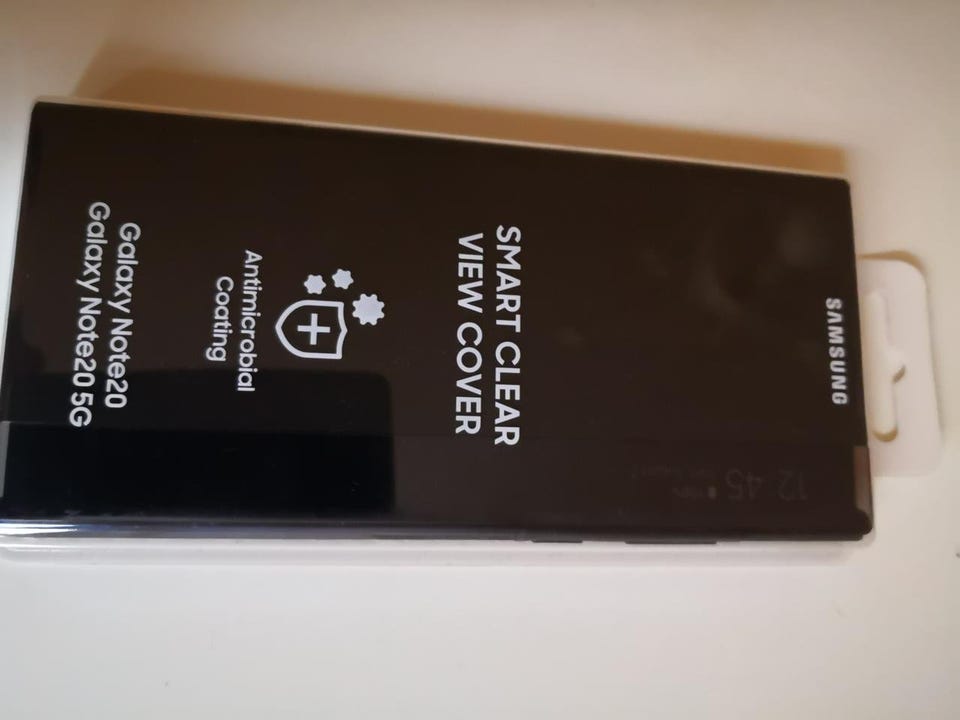 SAMSUNG
12:45
SMART CLEAR
VIEW COVER
Antimicrobial
Coating
Galaxy Note20
Galaxy Note20 5G